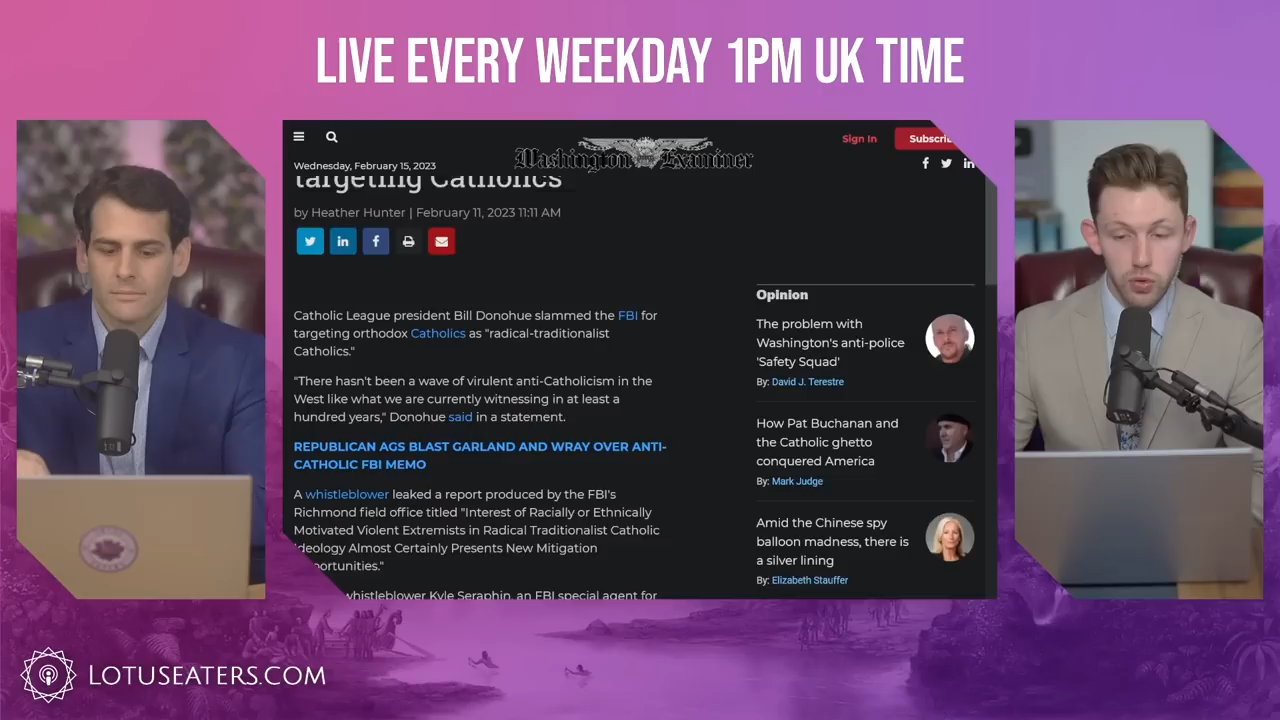 LIVE EVERY WEEKDAY 1PM UK TIME
Washington Examiner
Sign In
Wednesday, February 15, 2023
targeting Catholics
by Heather Hunter | February 11, 2023 11:11 AM
Catholic League president Bill Donohue slammed the FBI for
targeting orthodox Catholics as "radical-traditionalist
Catholics."
"There hasn't been a wave of virulent anti-Catholicism in the
West like what we are currently witnessing in at least a
hundred years," Donohue said in a statement.
REPUBLICAN AGS BLAST GARLAND AND WRAY OVER ANTI-
CATHOLIC FBI MEMO
A whistleblower leaked a report produced by the FBI's
Richmond field office titled "Interest of Racially or Ethnically
Motivated Violent Extremists in Radical Traditionalist Catholic
Ideology Almost Certainly Presents New Mitigation
portunities."
whistleblower Kyle Seraphin, an FBI special agent for
Opinion
The problem with
Washington's anti-police
'Safety Squad'
By: David J. Terestre
How Pat Buchanan and
the Catholic ghetto
conquered America
By: Mark Judge
Amid the Chinese spy
balloon madness, there is
a silver lining
By: Elizabeth Stauffer
LOTUSEATERS.COM